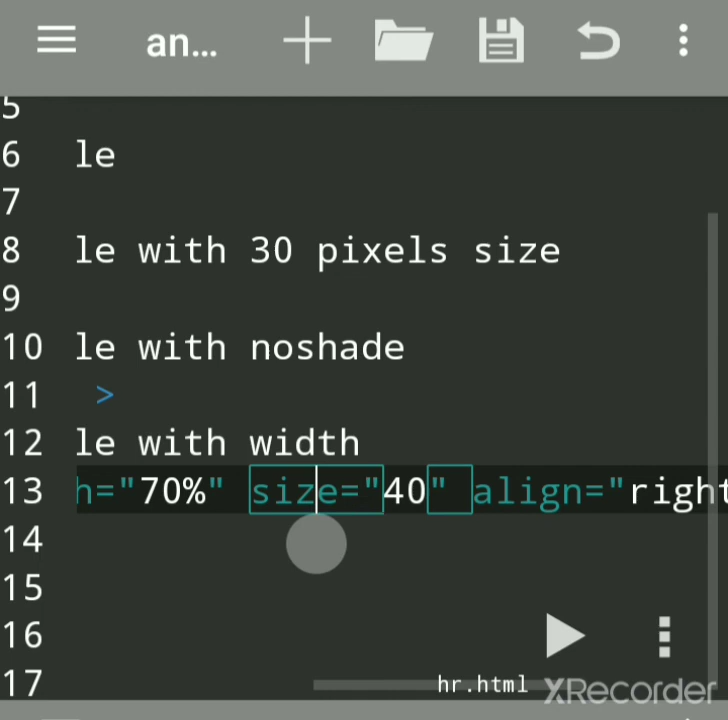 an...
5
6 le
7
8 le with 30 pixels size
9
10 le with noshade
11 >
12 le with width
13 h="70%" size="40" align="right
14
15
16
17
hr.html XRecorder